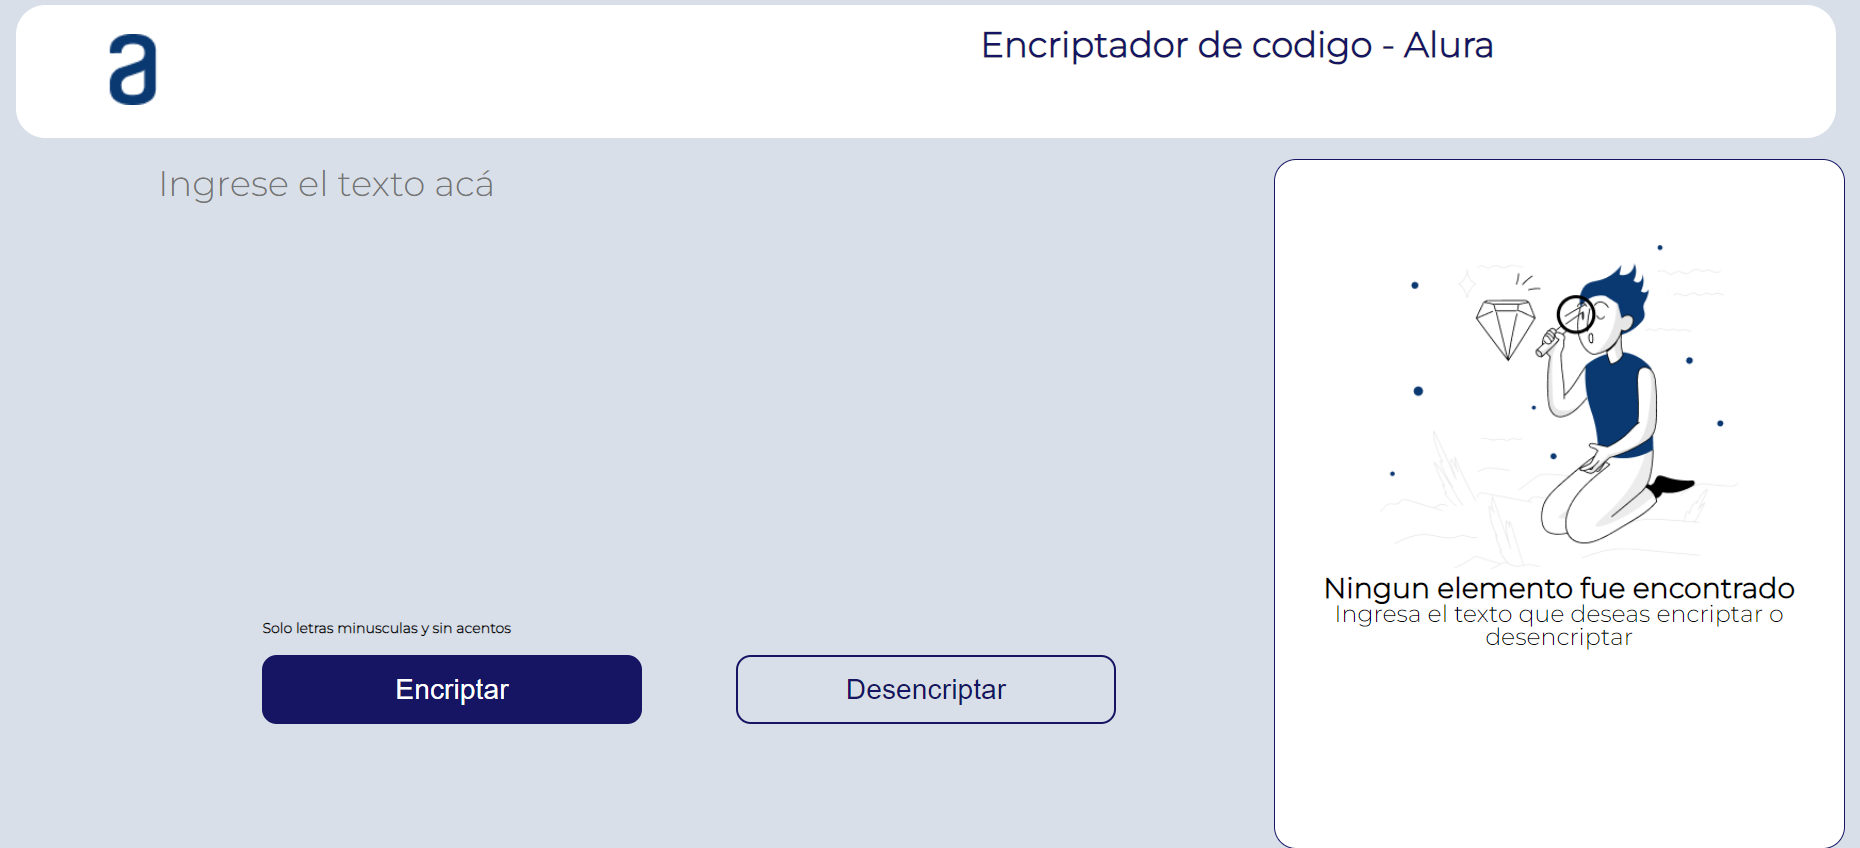 a
Encriptador de codigo - Alura
Ingrese el texto acá
Solo letras minusculas y sin acentos
Encriptar
Desencriptar
Ningun elemento fue encontrado
Ingresa el texto que deseas encriptar o
desencriptar